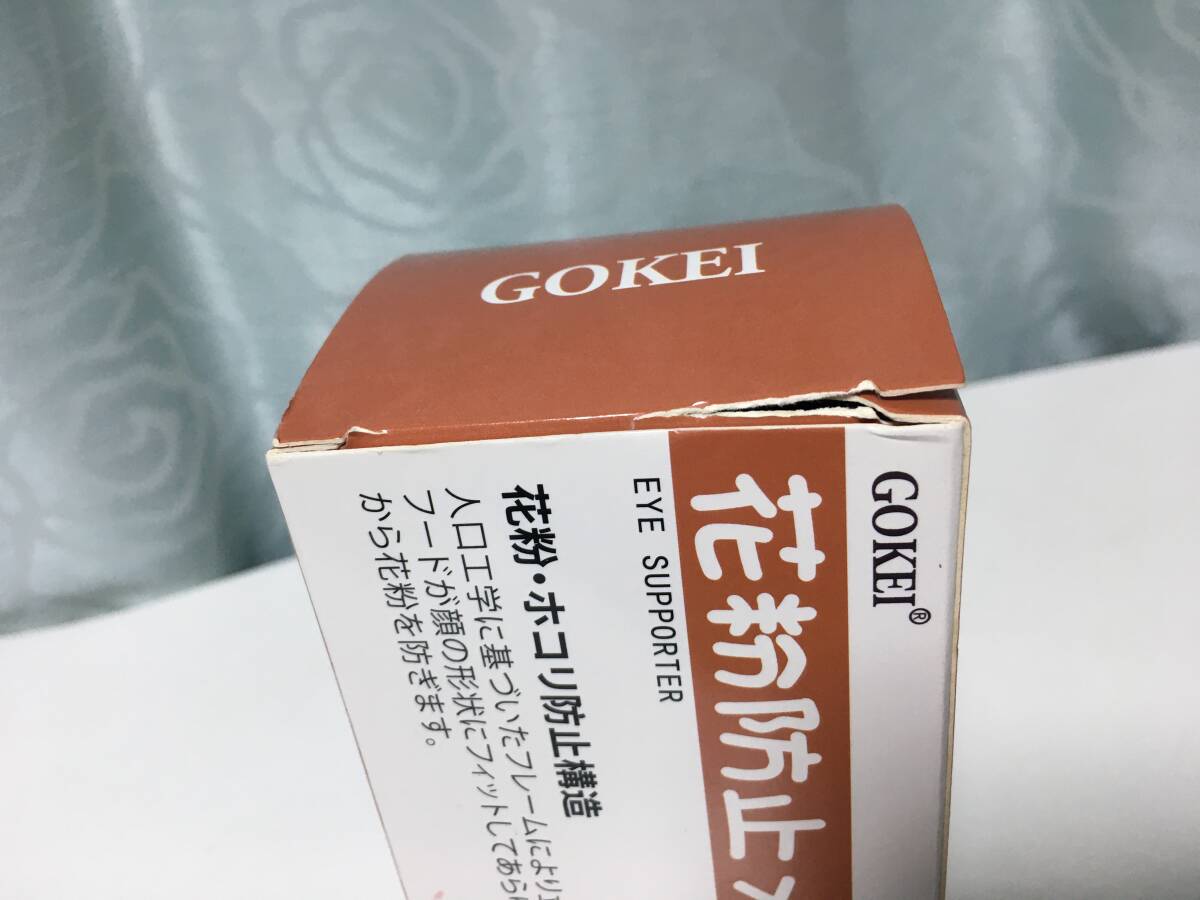 GOKEI
GOKEI®
花粉防止
EYE SUPPORTER
花粉・ホコリ防止構造
人口工学に基づいたフレームにより
フードが顔の形状にフィットしてあら
から花粉を防ぎます。